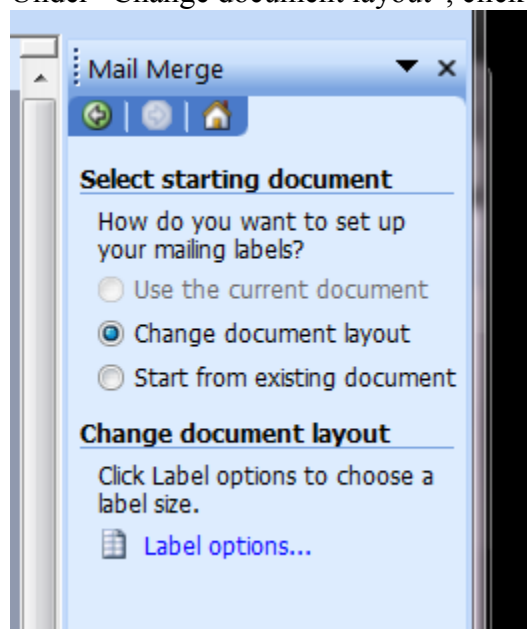 Under "Change document layout", click
Mail Merge
Select starting document
How do you want to set up
your mailing labels?
Use the current document
Change document layout
Start from existing document
Change document layout
Click Label options to choose a
label size.
Label options...